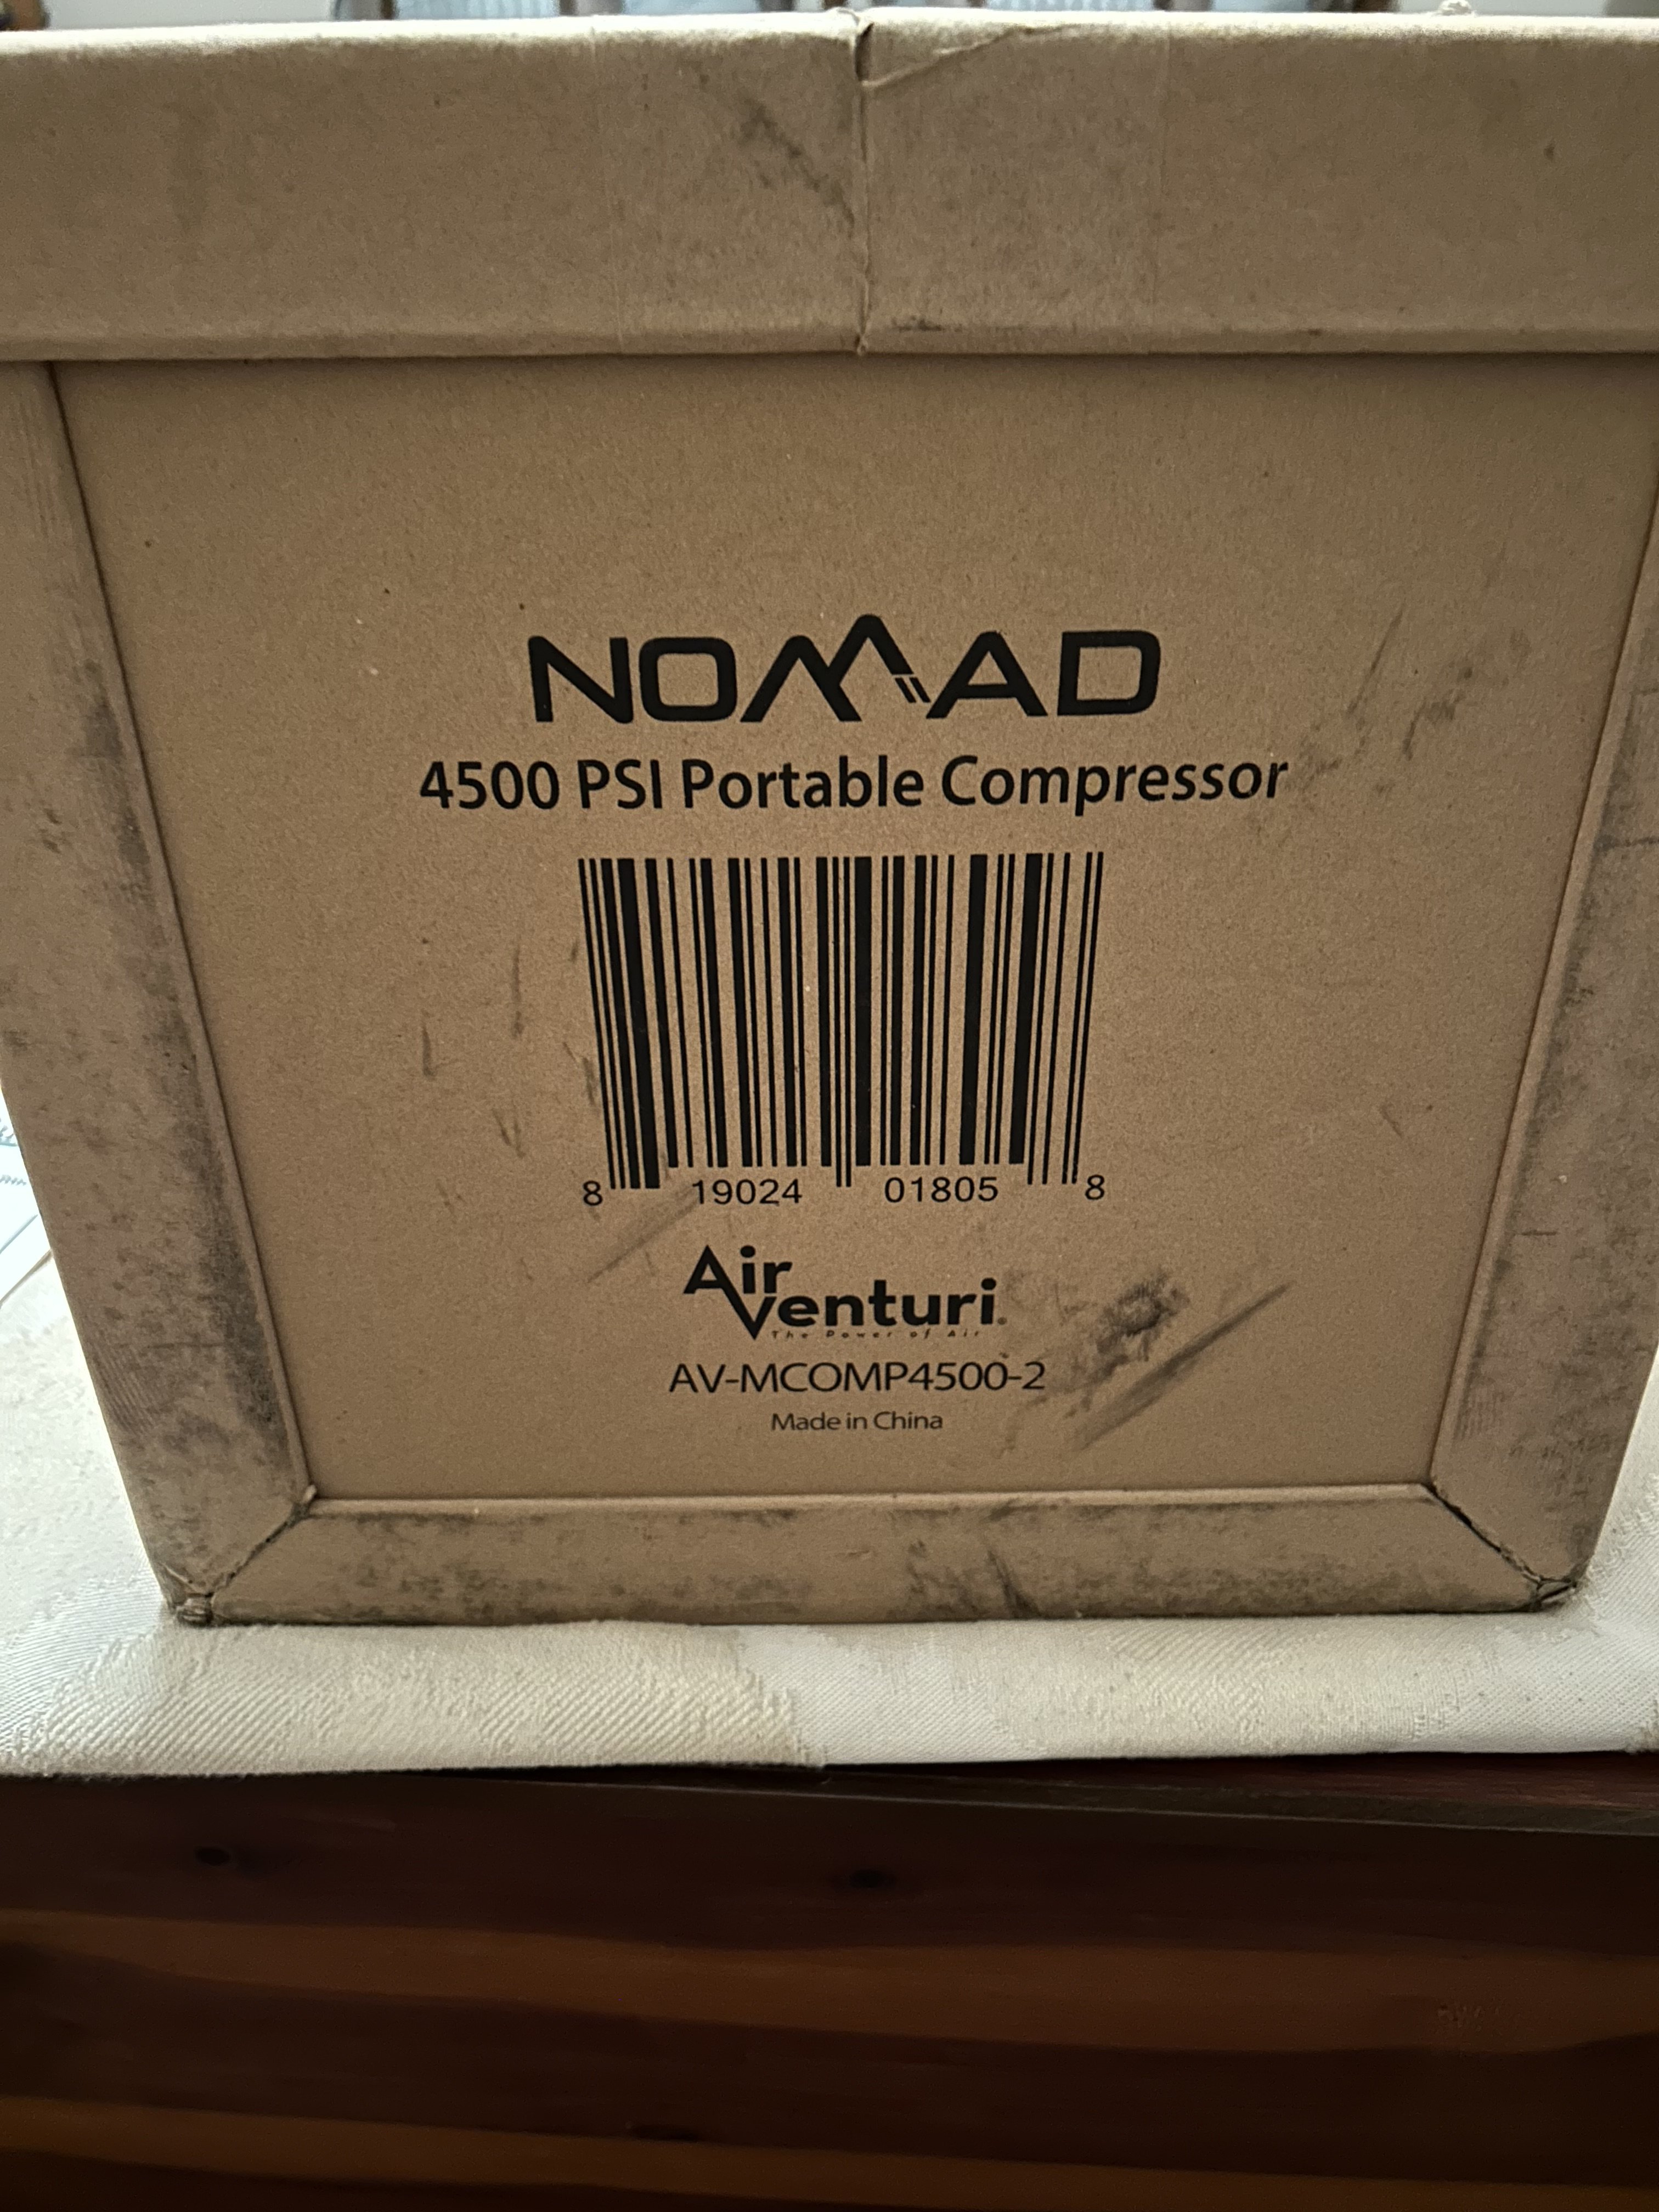 NOMAD
4500 PSI Portable Compressor
8 19024 01805 8
Air
Venturi®
The Power of Air
AV-MCOMP4500-2
Made in China